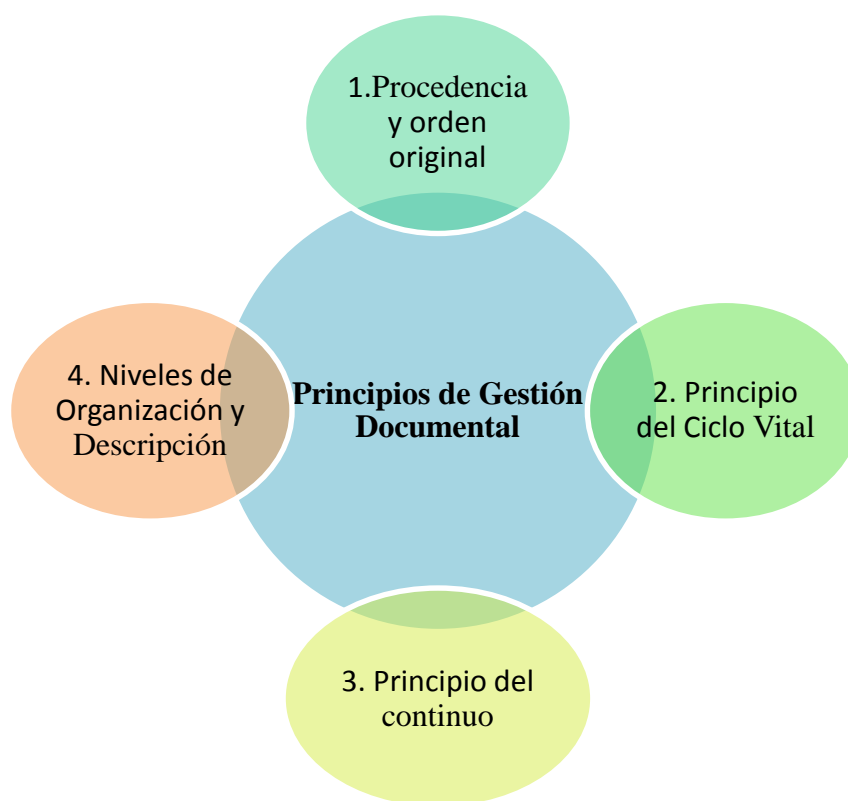 1.Procedencia
y orden
original
4. Niveles de
Organización y
Descripción
Principios de Gestión
Documental
2. Principio
del Ciclo Vital
3. Principio del
continuo